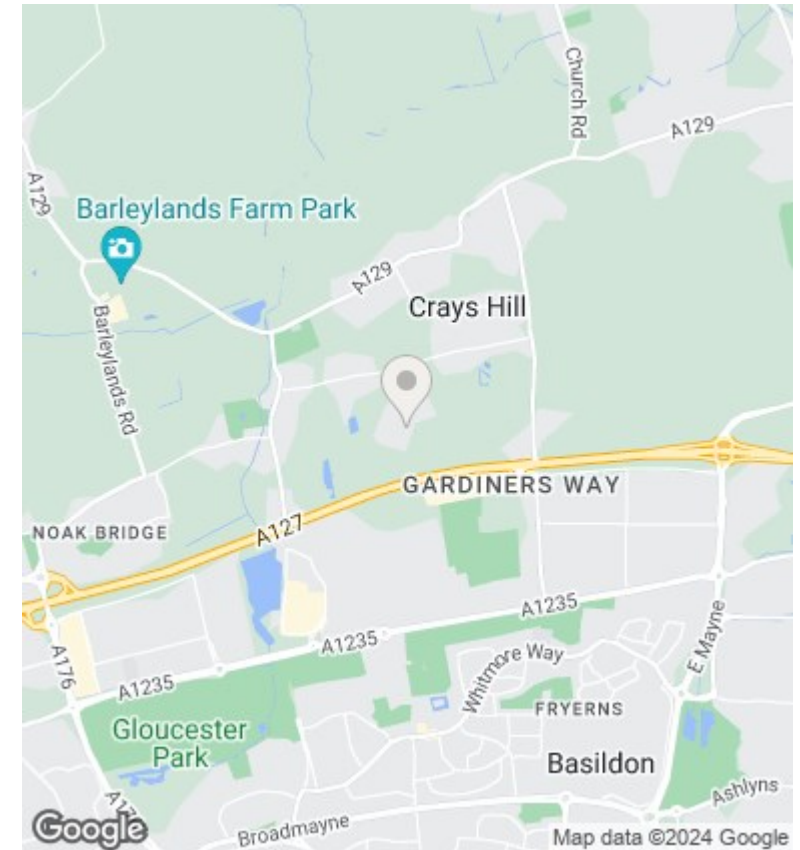 Church Rd
A129
A129
Barleylands Farm Park
A129
Crays Hill
Barleylands Rd
GARDINERS WAY
NOAK BRIDGE
A127
A1235
E Mayne
A1235
Whitmore Way
A176
A1235
FRYERNS
Gloucester
Park
Basildon
Ashlyns
Broadmayne
Google
Map data ©2024 Google